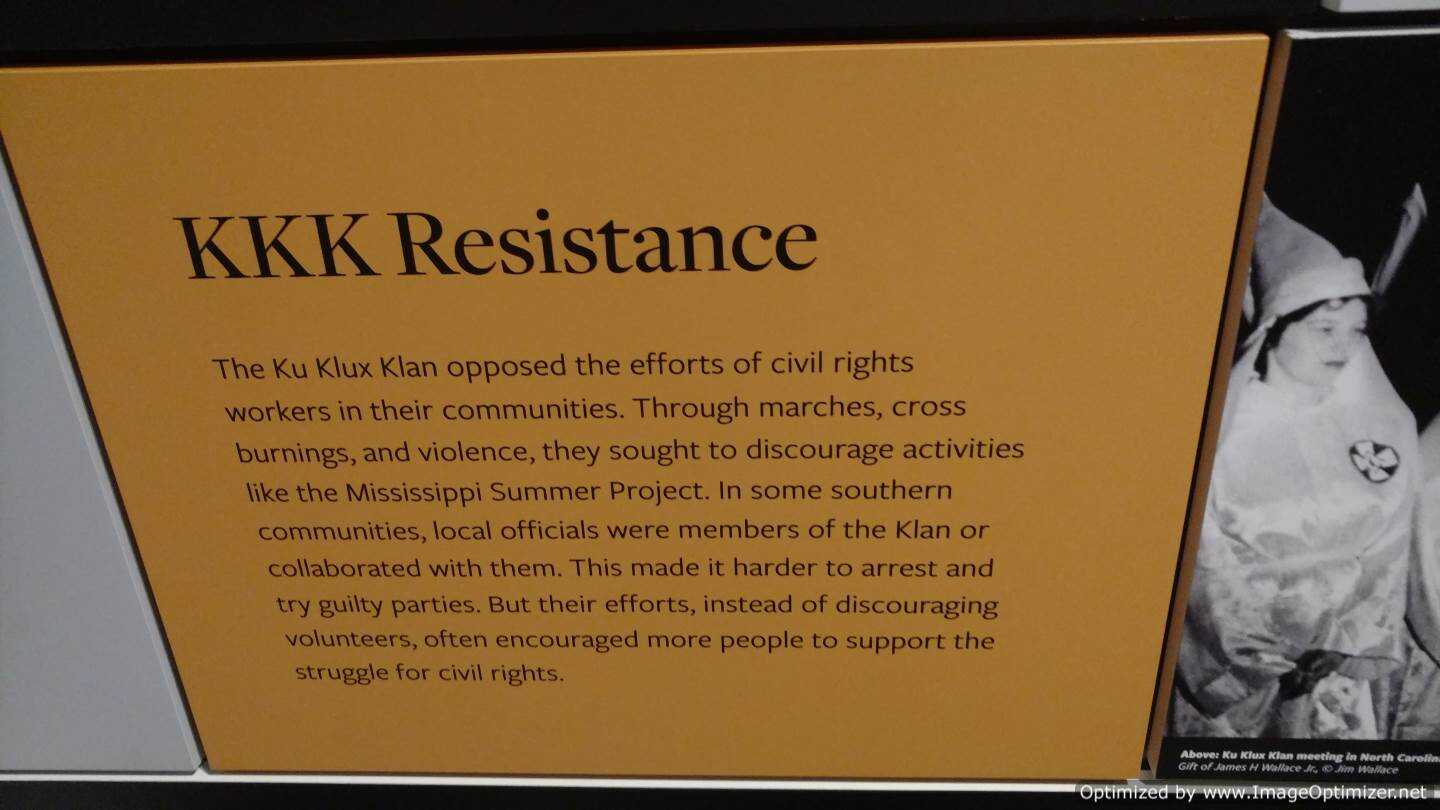 KKK Resistance
The Ku Klux Klan opposed the efforts of civil rights
workers in their communities. Through marches, cross
burnings, and violence, they sought to discourage activities
like the Mississippi Summer Project. In some southern
communities, local officials were members of the Klan or
collaborated with them. This made it harder to arrest and
try guilty parties. But their efforts, instead of discouraging
volunteers, often encouraged more people to support the
struggle for civil rights.
Above: Ku Klux Klan meeting in North Carolin
Gift of James H Wallace Jr., © Jim Wallace
Optimized by www.ImageOptimizer.net